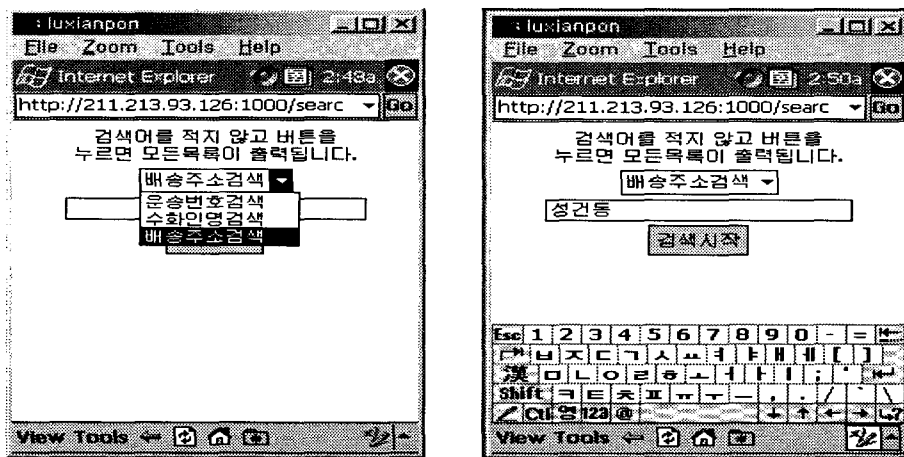 : luxianpon
File Zoom Tools Help
Internet Explorer 2:48a
http://211.213.93.126:1000/searc Go
검색어를 적지 않고 버튼을
누르면 모든목록이 출력됩니다.
배송주소검색
운송번호검색
수화인명검색
배송주소검색
View Tools
: luxianpon
File Zoom Tools Help
Internet Explorer 2:50a
http://211.213.93.126:1000/searc Go
검색어를 적지 않고 버튼을
누르면 모든목록이 출력됩니다.
배송주소검색
성건동
검색시작
Esc 1 2 3 4 5 6 7 8 9 0 - =
ㅂ ㅈ ㄷ ㄱ ㅅ ㅛ ㅕ ㅑ ㅐ ㅔ [ ]
漢 ㅁ ㄴ ㅇ ㄹ ㅎ ㅗ ㅓ ㅏ ㅣ ; '
Shift ㅋ ㅌ ㅊ ㅍ ㅠ ㅜ ㅡ , . / ` \
Ctl 영 123 @
View Tools